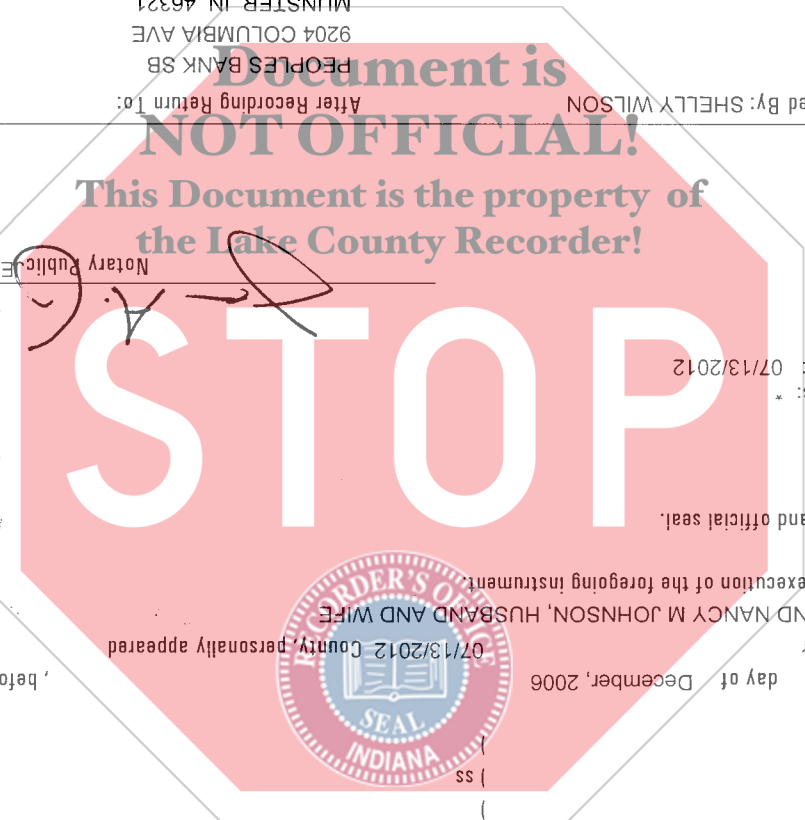 Document is
NOT OFFICIAL!
This Document is the property of
the Lake County Recorder!
STOP
RECORDER'S OFFICE
SEAL
INDIANA
)
) ss
)
day of December, 2006
07/13/2012 County, personally appeared
NANCY M JOHNSON, HUSBAND AND WIFE
execution of the foregoing instrument.
and official seal.
07/13/2012
Notary Public
By: SHELLY WILSON After Recording Return To:
PEOPLES BANK SB
9204 COLUMBIA AVE
MUNSTER IN 46321